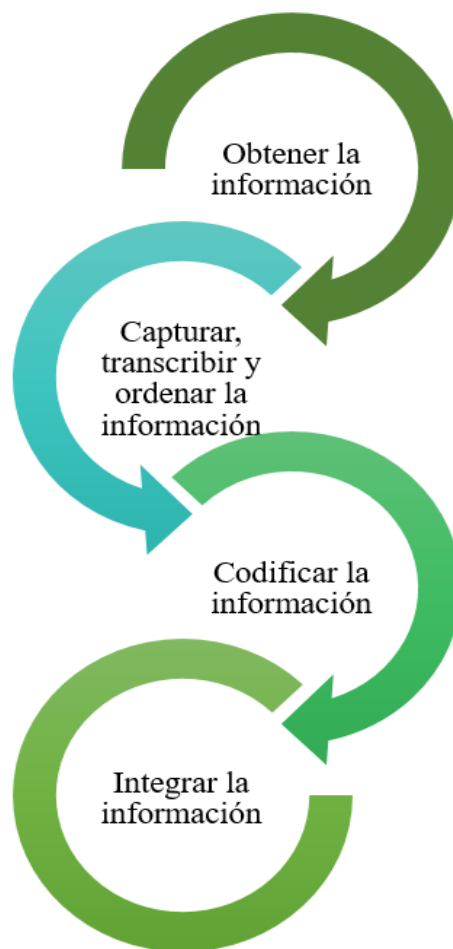 Obtener la
información
Capturar,
transcribir y
ordenar la
información
Codificar la
información
Integrar la
información